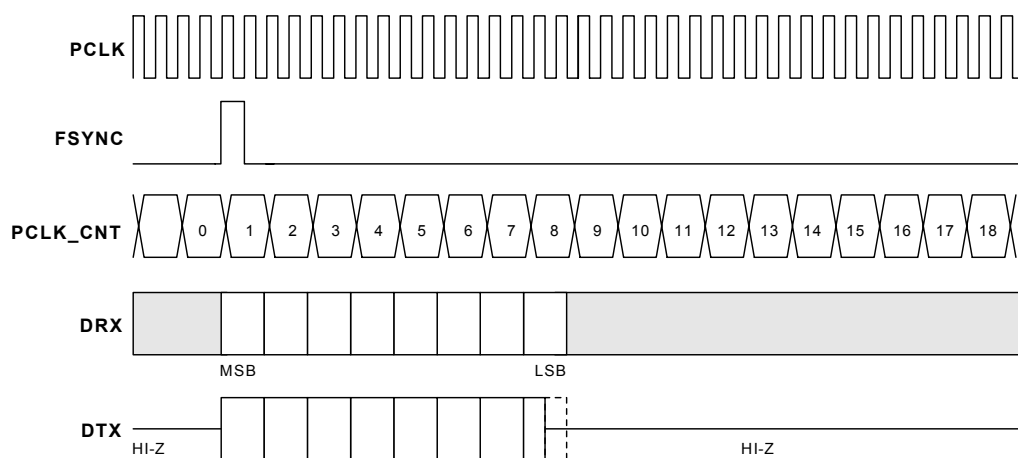 PCLK
FSYNC
PCLK_CNT 0 1 2 3 4 5 6 7 8 9 10 11 12 13 14 15 16 17 18
DRX
MSB LSB
DTX
HI-Z HI-Z